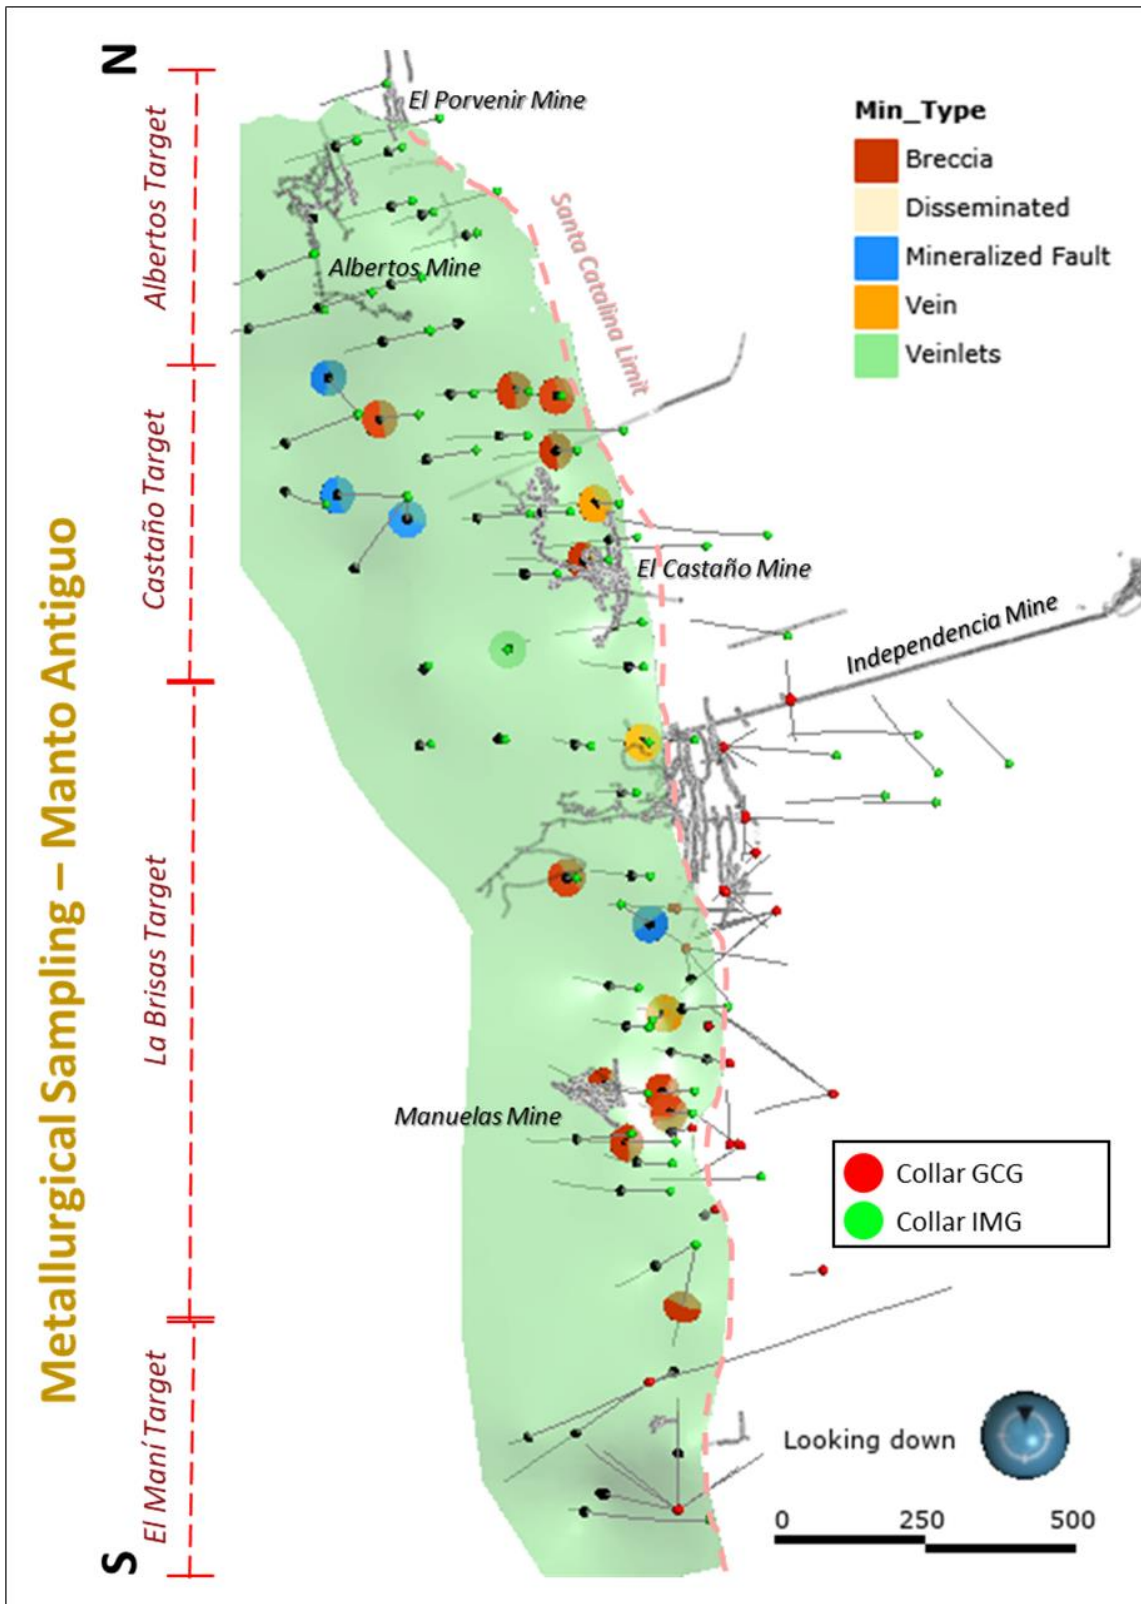 Metallurgical Sampling – Manto Antiguo
N
Albertos Target
Castaño Target
La Brisas Target
El Maní Target
S
El Porvenir Mine
Albertos Mine
Santa Catalina Limit
El Castaño Mine
Independencia Mine
Manuelas Mine
Min_Type
Breccia
Disseminated
Mineralized Fault
Vein
Veinlets
Collar GCG
Collar IMG
Looking down
0 250 500